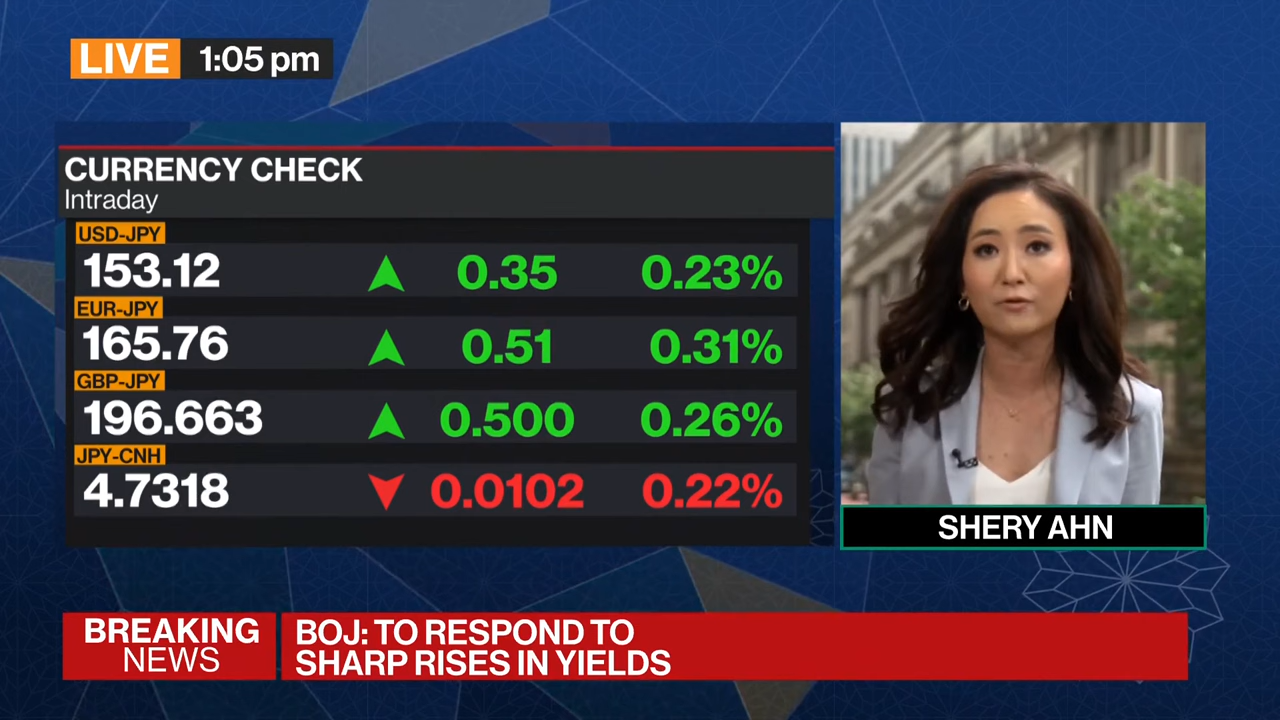 LIVE 1:05 pm
CURRENCY CHECK
Intraday
USD-JPY
153.12 0.35 0.23%
EUR-JPY
165.76 0.51 0.31%
GBP-JPY
196.663 0.500 0.26%
JPY-CNH
4.7318 0.0102 0.22%
SHERY AHN
BREAKING
NEWS
BOJ: TO RESPOND TO
SHARP RISES IN YIELDS